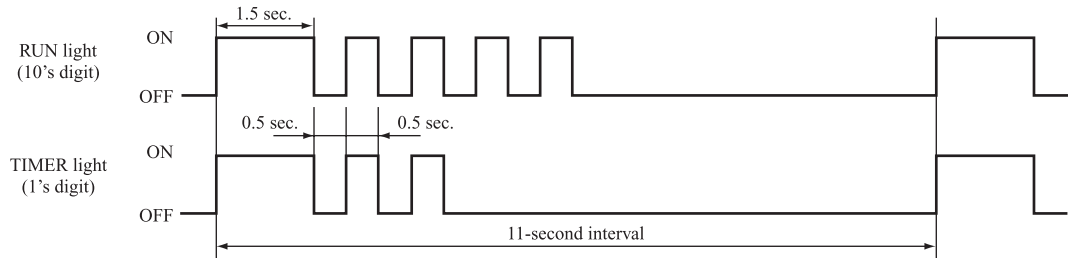 1.5 sec.
ON
RUN light
(10's digit)
OFF
0.5 sec.
0.5 sec.
ON
TIMER light
(1's digit)
OFF
11-second interval